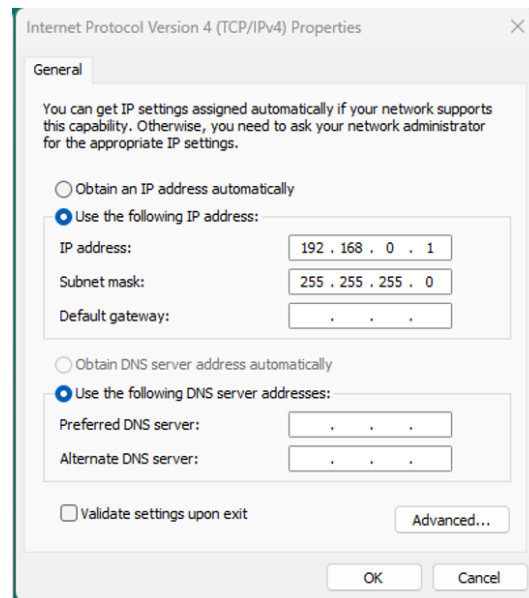 Internet Protocol Version 4 (TCP/IPv4) Properties
General
You can get IP settings assigned automatically if your network supports
this capability. Otherwise, you need to ask your network administrator
for the appropriate IP settings.
Obtain an IP address automatically
Use the following IP address:
IP address: 192 . 168 . 0 . 1
Subnet mask: 255 . 255 . 255 . 0
Default gateway: . . .
Obtain DNS server address automatically
Use the following DNS server addresses:
Preferred DNS server: . . .
Alternate DNS server: . . .
Validate settings upon exit
Advanced...
OK Cancel